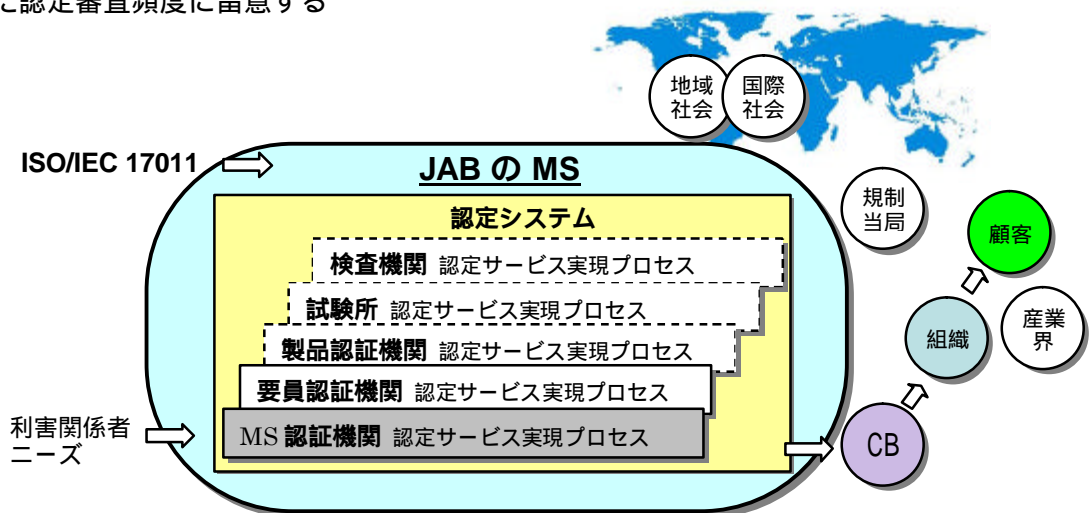 に認定審査頻度に留意する
地域
社会
国際
社会
ISO/IEC 17011
JAB の MS
認定システム
規制
当局
顧客
検査機関 認定サービス実現プロセス
試験所 認定サービス実現プロセス
産業
界
組織
製品認証機関 認定サービス実現プロセス
要員認証機関 認定サービス実現プロセス
利害関係者
ニーズ
MS 認証機関 認定サービス実現プロセス
CB